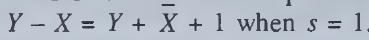 Y − X = Y + X̄ + 1 when s = 1.